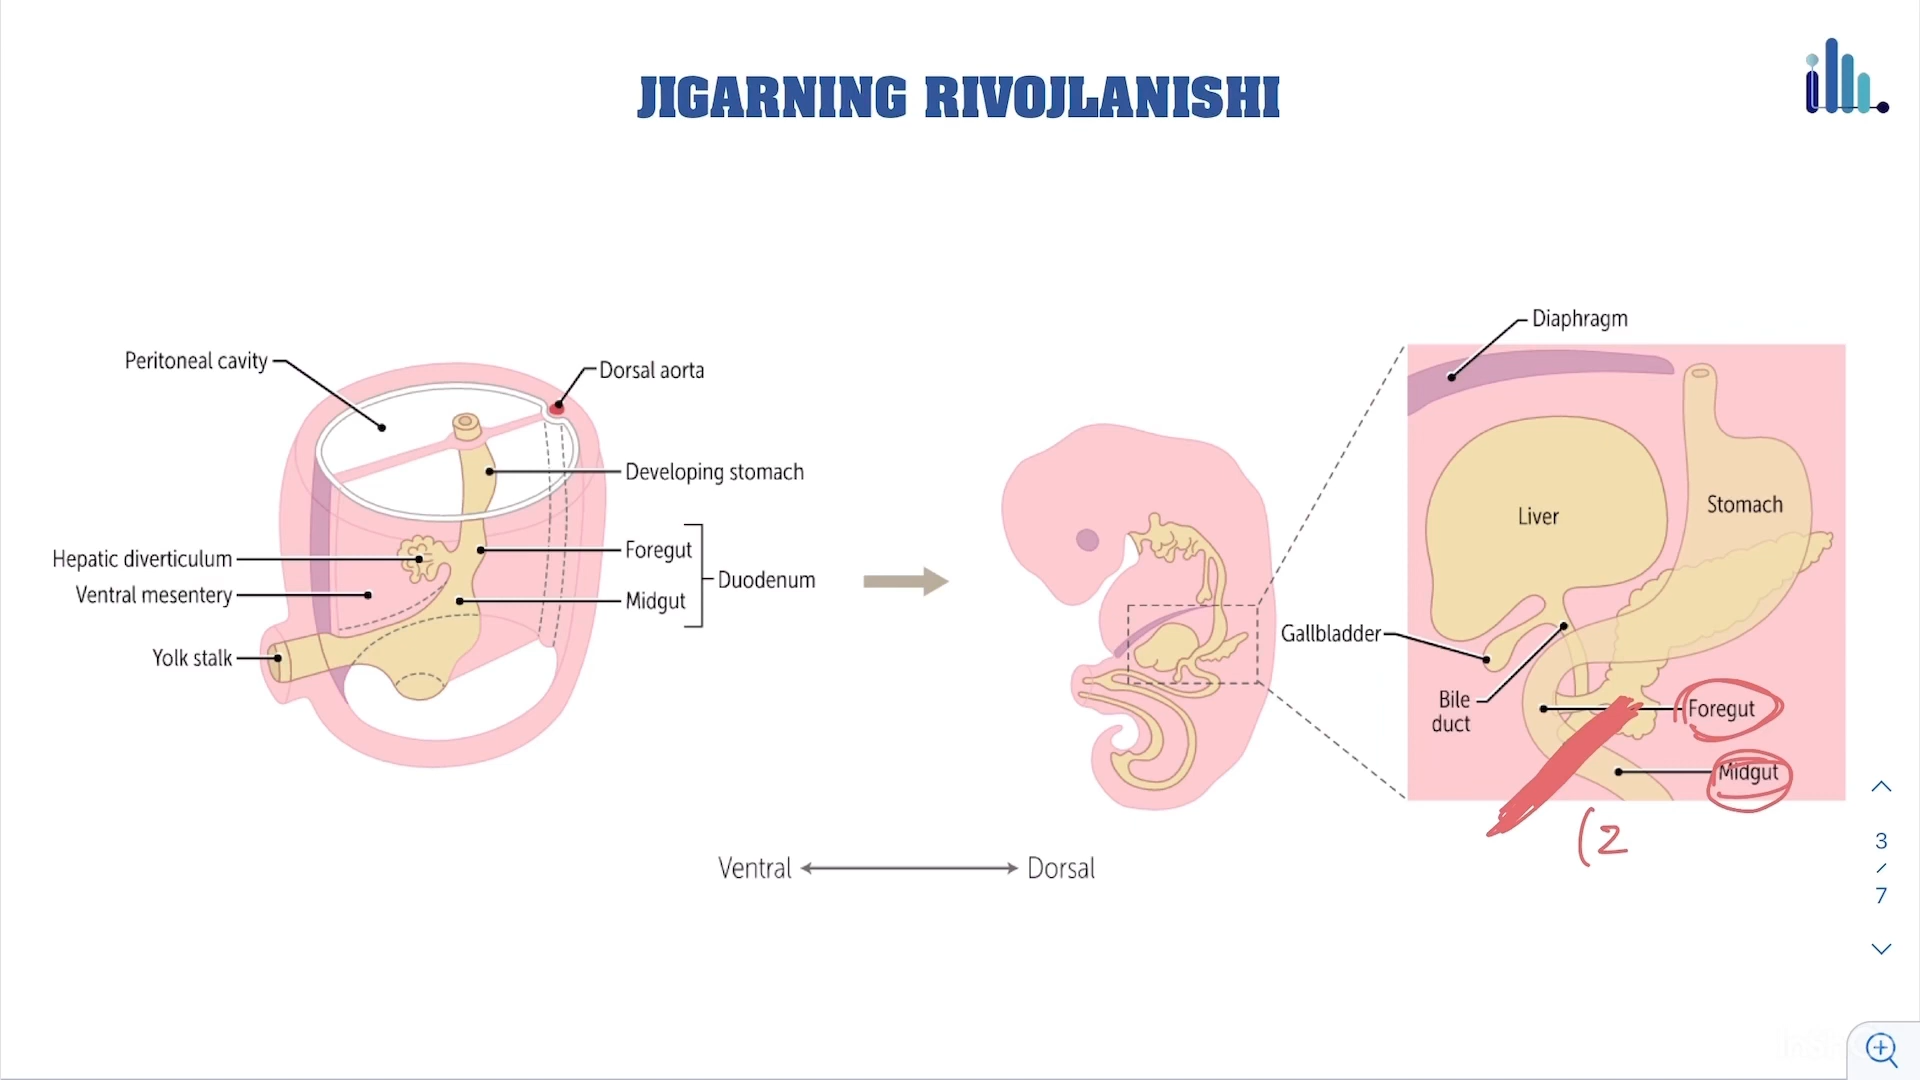 JIGARNING RIVOJLANISHI
Peritoneal cavity
Dorsal aorta
Developing stomach
Hepatic diverticulum
Foregut
Duodenum
Ventral mesentery
Midgut
Yolk stalk
Diaphragm
Liver
Stomach
Gallbladder
Bile
duct
Foregut
Midgut
(2
Ventral
Dorsal
3
/
7